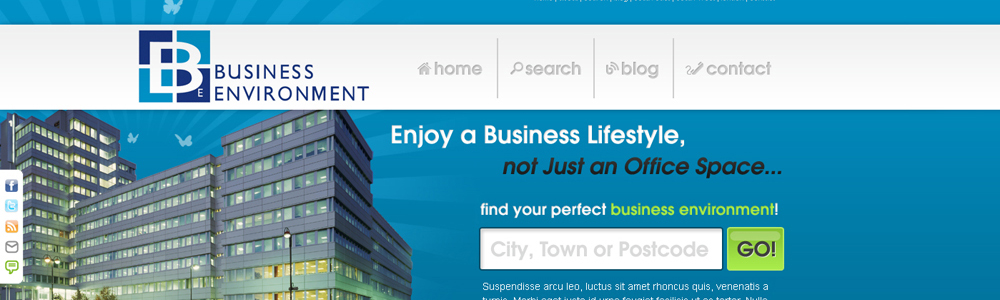 B
E
BUSINESS
ENVIRONMENT
home
search
blog
contact
Enjoy a Business Lifestyle,
not Just an Office Space...
find your perfect business environment!
City, Town or Postcode
GO!
Suspendisse arcu leo, luctus sit amet rhoncus quis, venenatis a